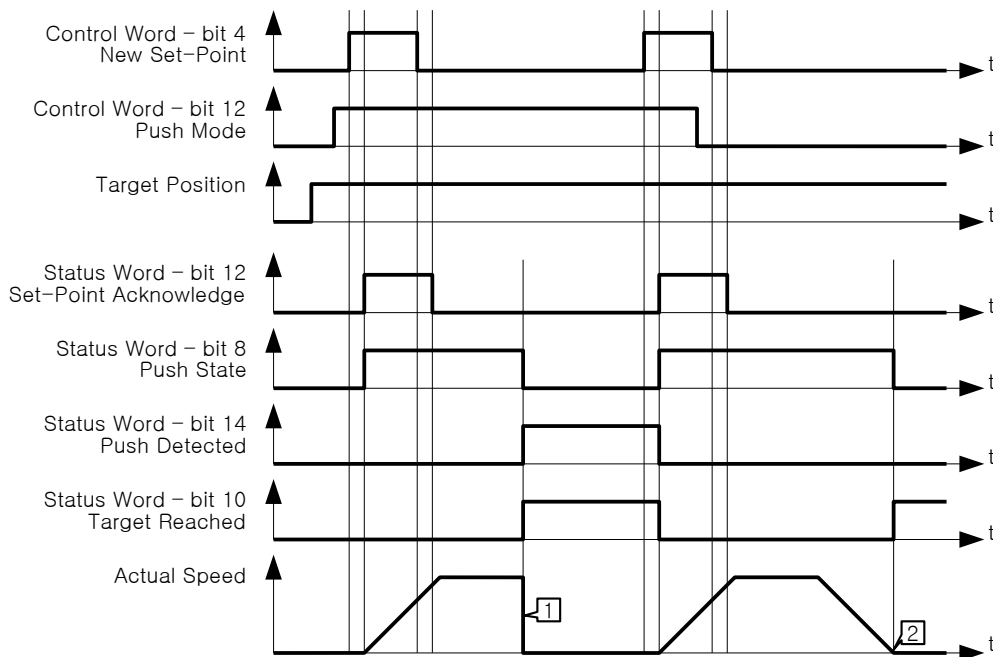 Control Word – bit 4
New Set-Point
t
Control Word – bit 12
Push Mode
t
Target Position
t
Status Word – bit 12
Set-Point Acknowledge
t
Status Word – bit 8
Push State
t
Status Word – bit 14
Push Detected
t
Status Word – bit 10
Target Reached
t
Actual Speed
1
2
t